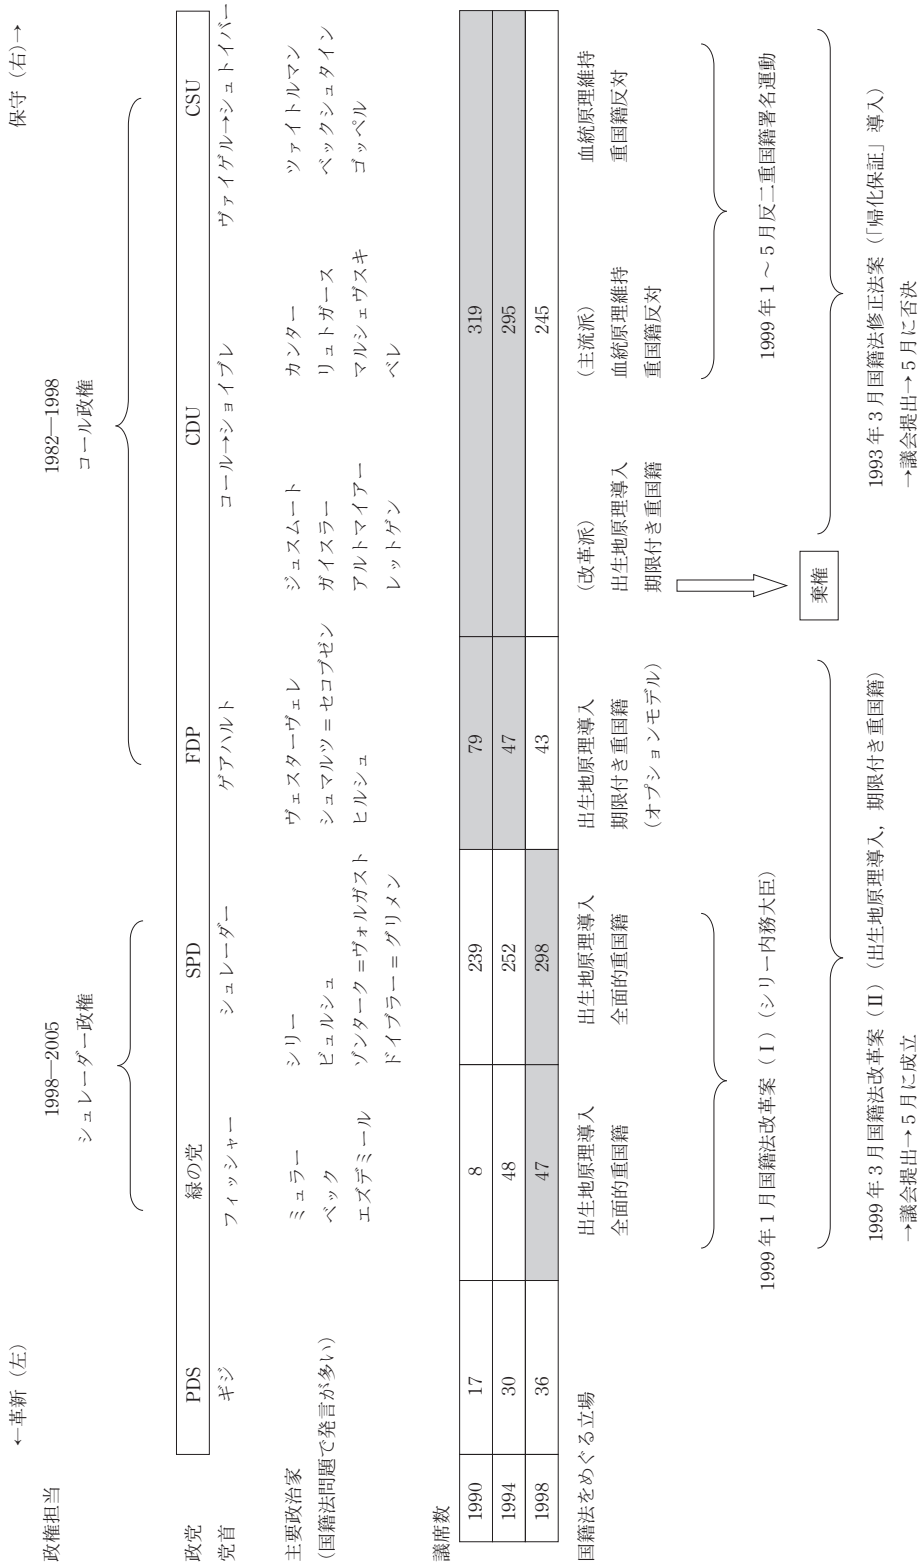 ←革新（左） 保守（右）→
政権担当 1998—2005 1982—1998
シュレーダー政権 コール政権
政党 PDS 緑の党 SPD FDP CDU CSU
党首 ギジ フィッシャー シュレーダー ゲアハルト コール→ショイブレ ヴァイゲル→シュトイバー
主要政治家 ミュラー シリー ヴェスターヴェレ ジュスムート カンター ツァイトルマン
（国籍法問題で発言が多い） ベック ビュルシュ シュマルツ＝セコブゼン ガイスラー リュトガース ベックシュタイン
エズデミール ゾンターク＝ヴォルガスト ヒルシュ アルトマイアー マルシェヴスキ ゴッペル
ドイブラー＝グリメン レットゲン ベレ
議席数
1990 17 8 239 79 319
1994 30 48 252 47 295
1998 36 47 298 43 245
国籍法をめぐる立場 出生地原理導入 出生地原理導入 出生地原理導入 （改革派） （主流派） 血統原理維持
全面的重国籍 全面的重国籍 期限付き重国籍 出生地原理導入 血統原理維持 重国籍反対
（オプションモデル） 期限付き重国籍 重国籍反対
1999年1月国籍法改革案（Ⅰ）（シリー内務大臣） 1999年1～5月反二重国籍署名運動
棄権
1999年3月国籍法改革案（Ⅱ）（出生地原理導入，期限付き重国籍） 1993年3月国籍法修正法案（「帰化保証」導入）
→議会提出→5月に成立 →議会提出→5月に否決